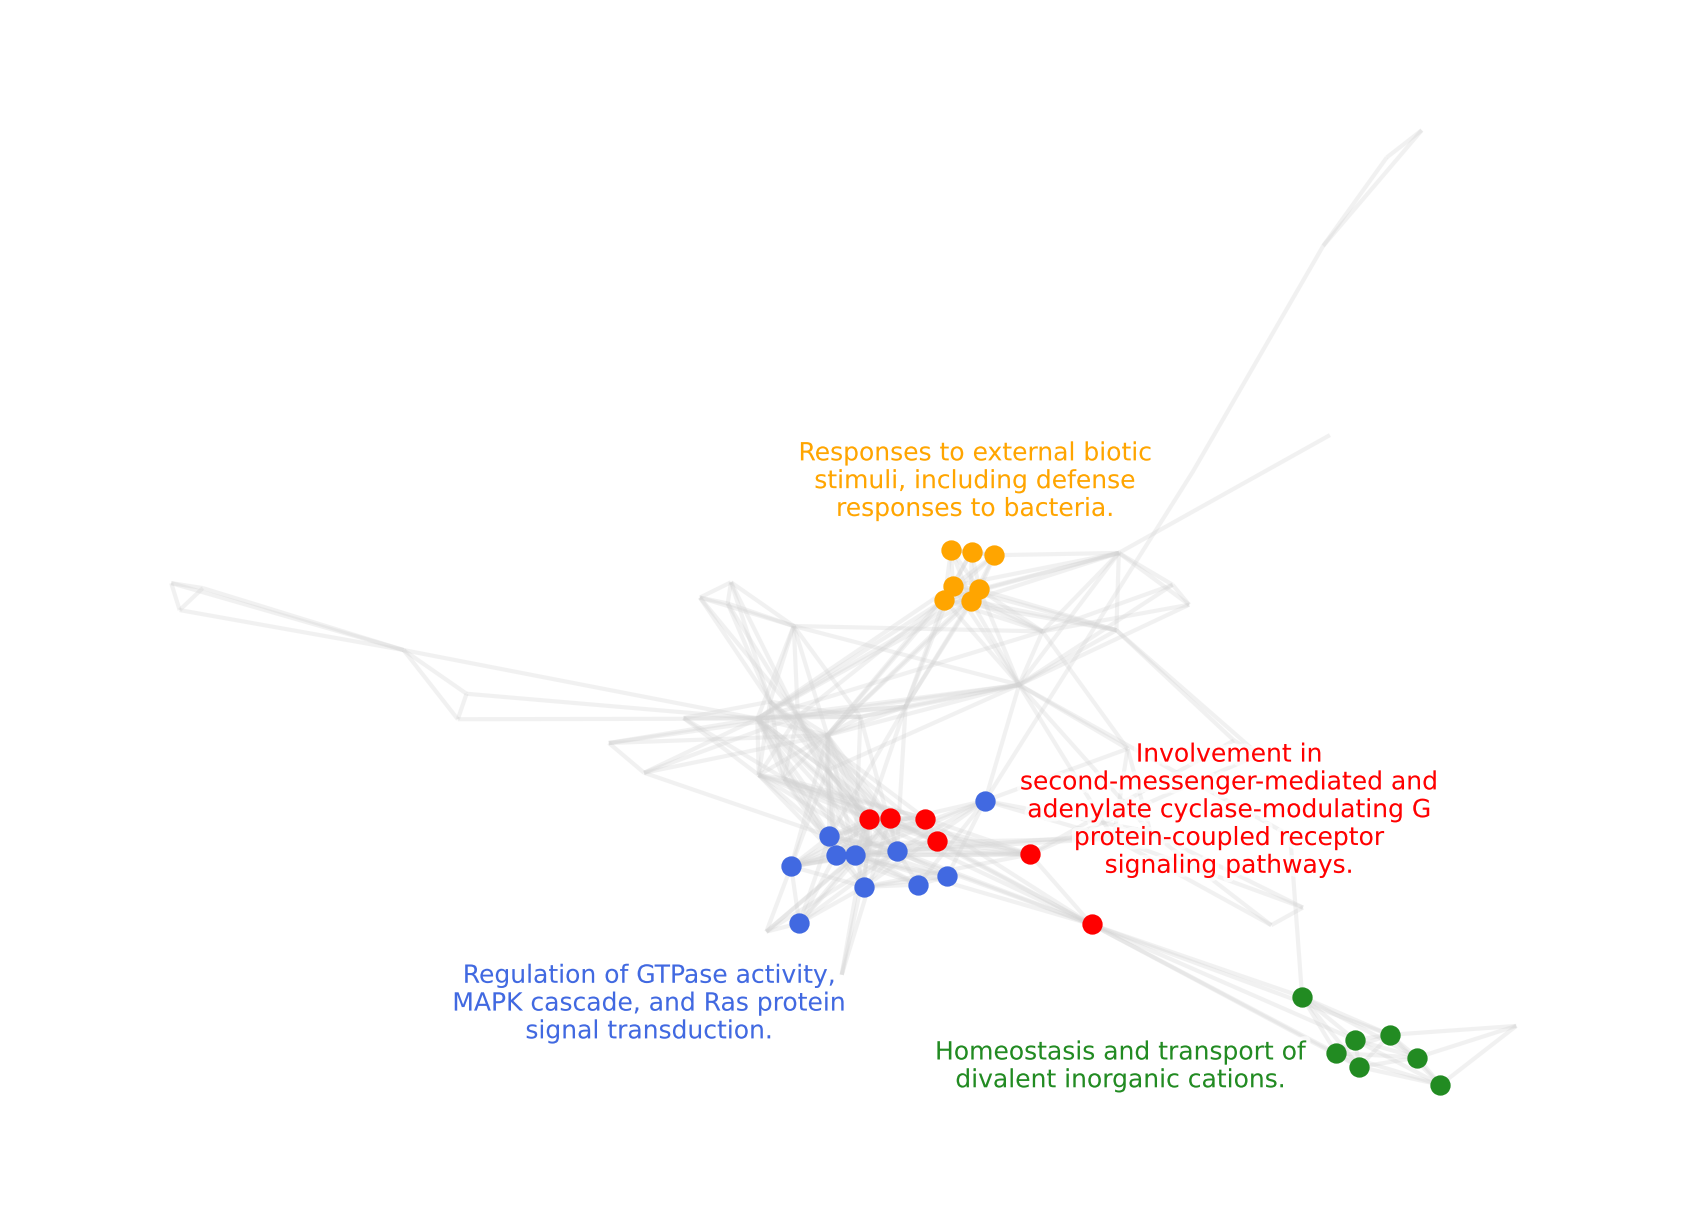 Responses to external biotic
stimuli, including defense
responses to bacteria.
Involvement in
second-messenger-mediated and
adenylate cyclase-modulating G
protein-coupled receptor
signaling pathways.
Regulation of GTPase activity,
MAPK cascade, and Ras protein
signal transduction.
Homeostasis and transport of
divalent inorganic cations.